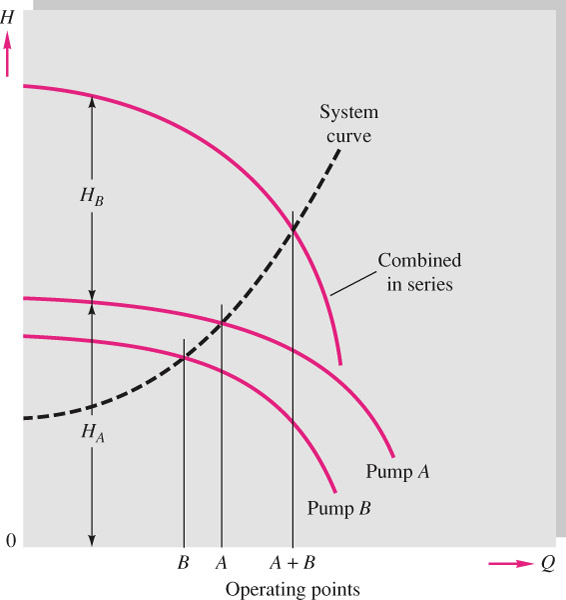 H
System
curve
H_B
Combined
in series
H_A
Pump A
Pump B
0
B A A + B Q
Operating points